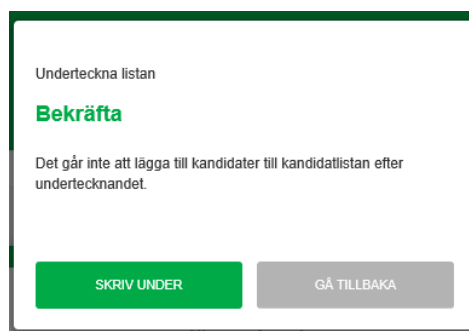 Underteckna listan
Bekräfta
Det går inte att lägga till kandidater till kandidatlistan efter
undertecknandet.
SKRIV UNDER
GÅ TILLBAKA